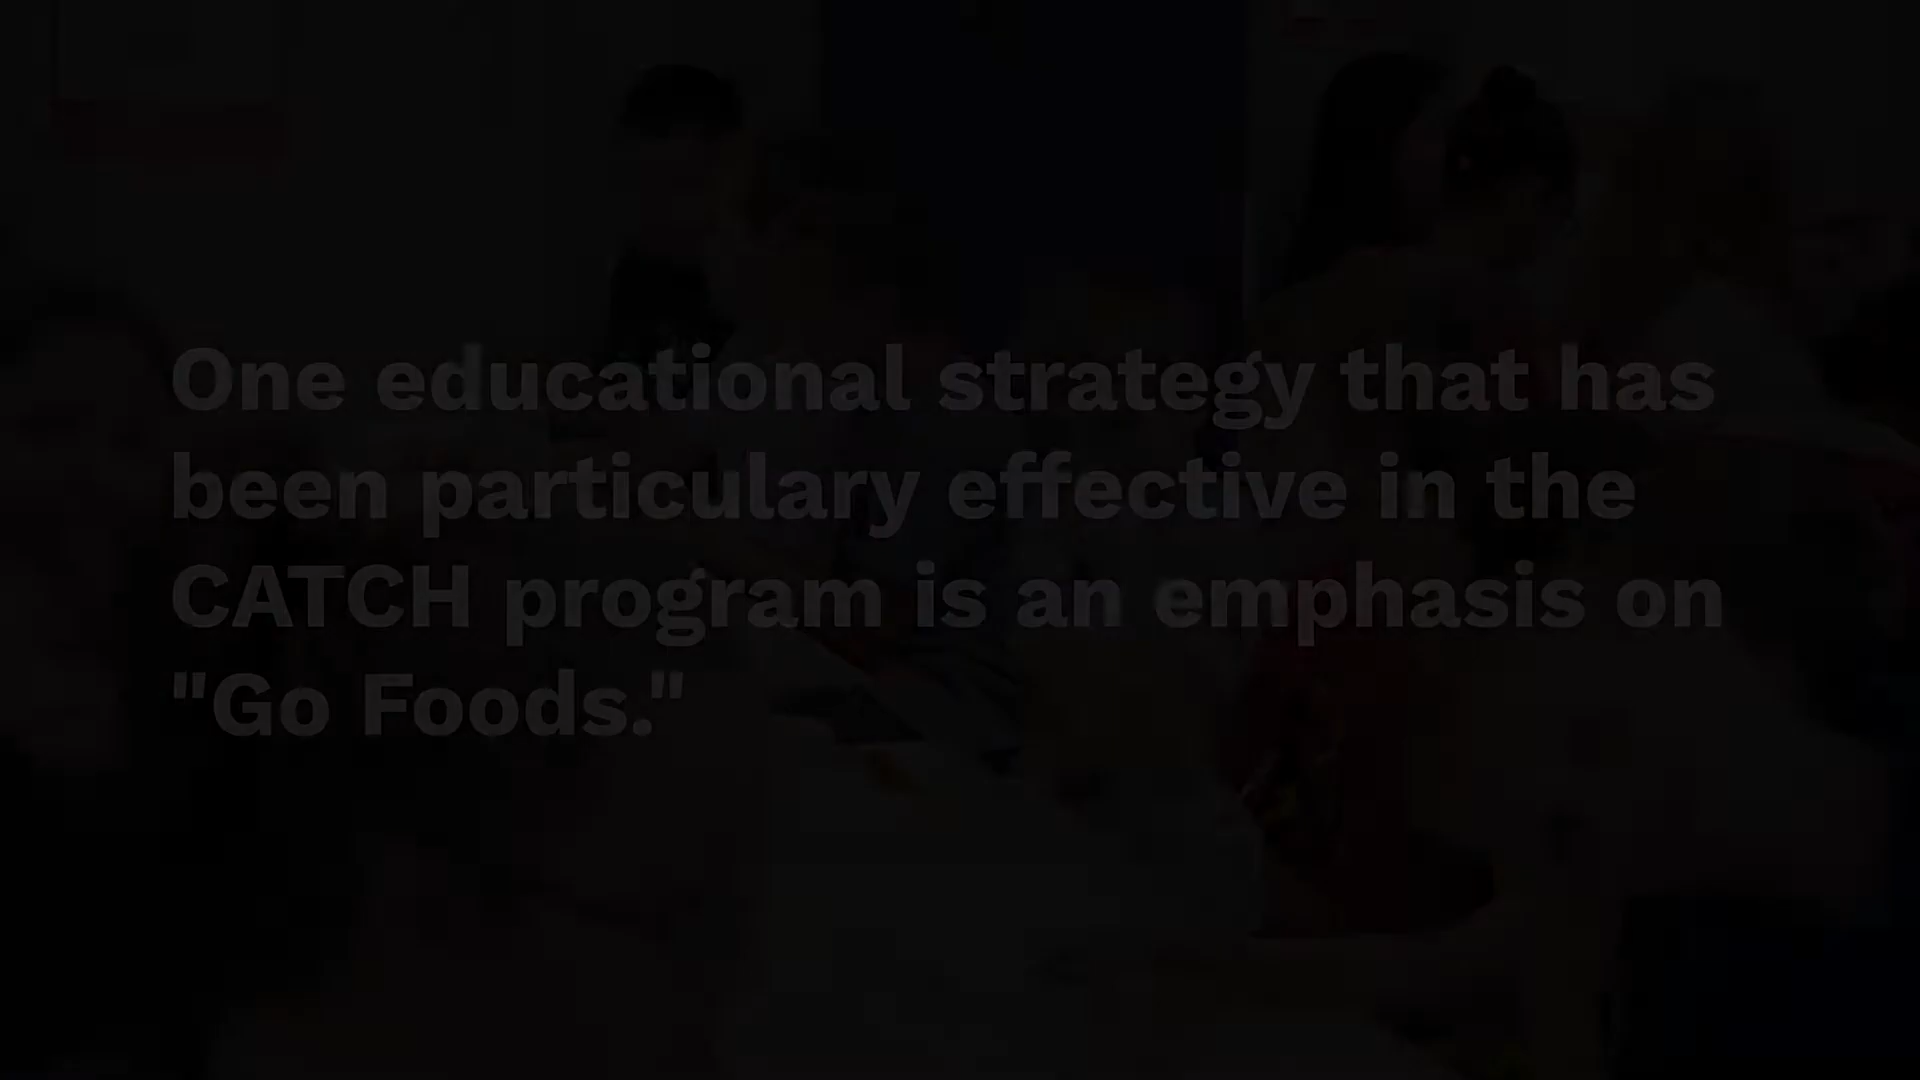 One educational strategy that has
been particulary effective in the
CATCH program is an emphasis on
"Go Foods."